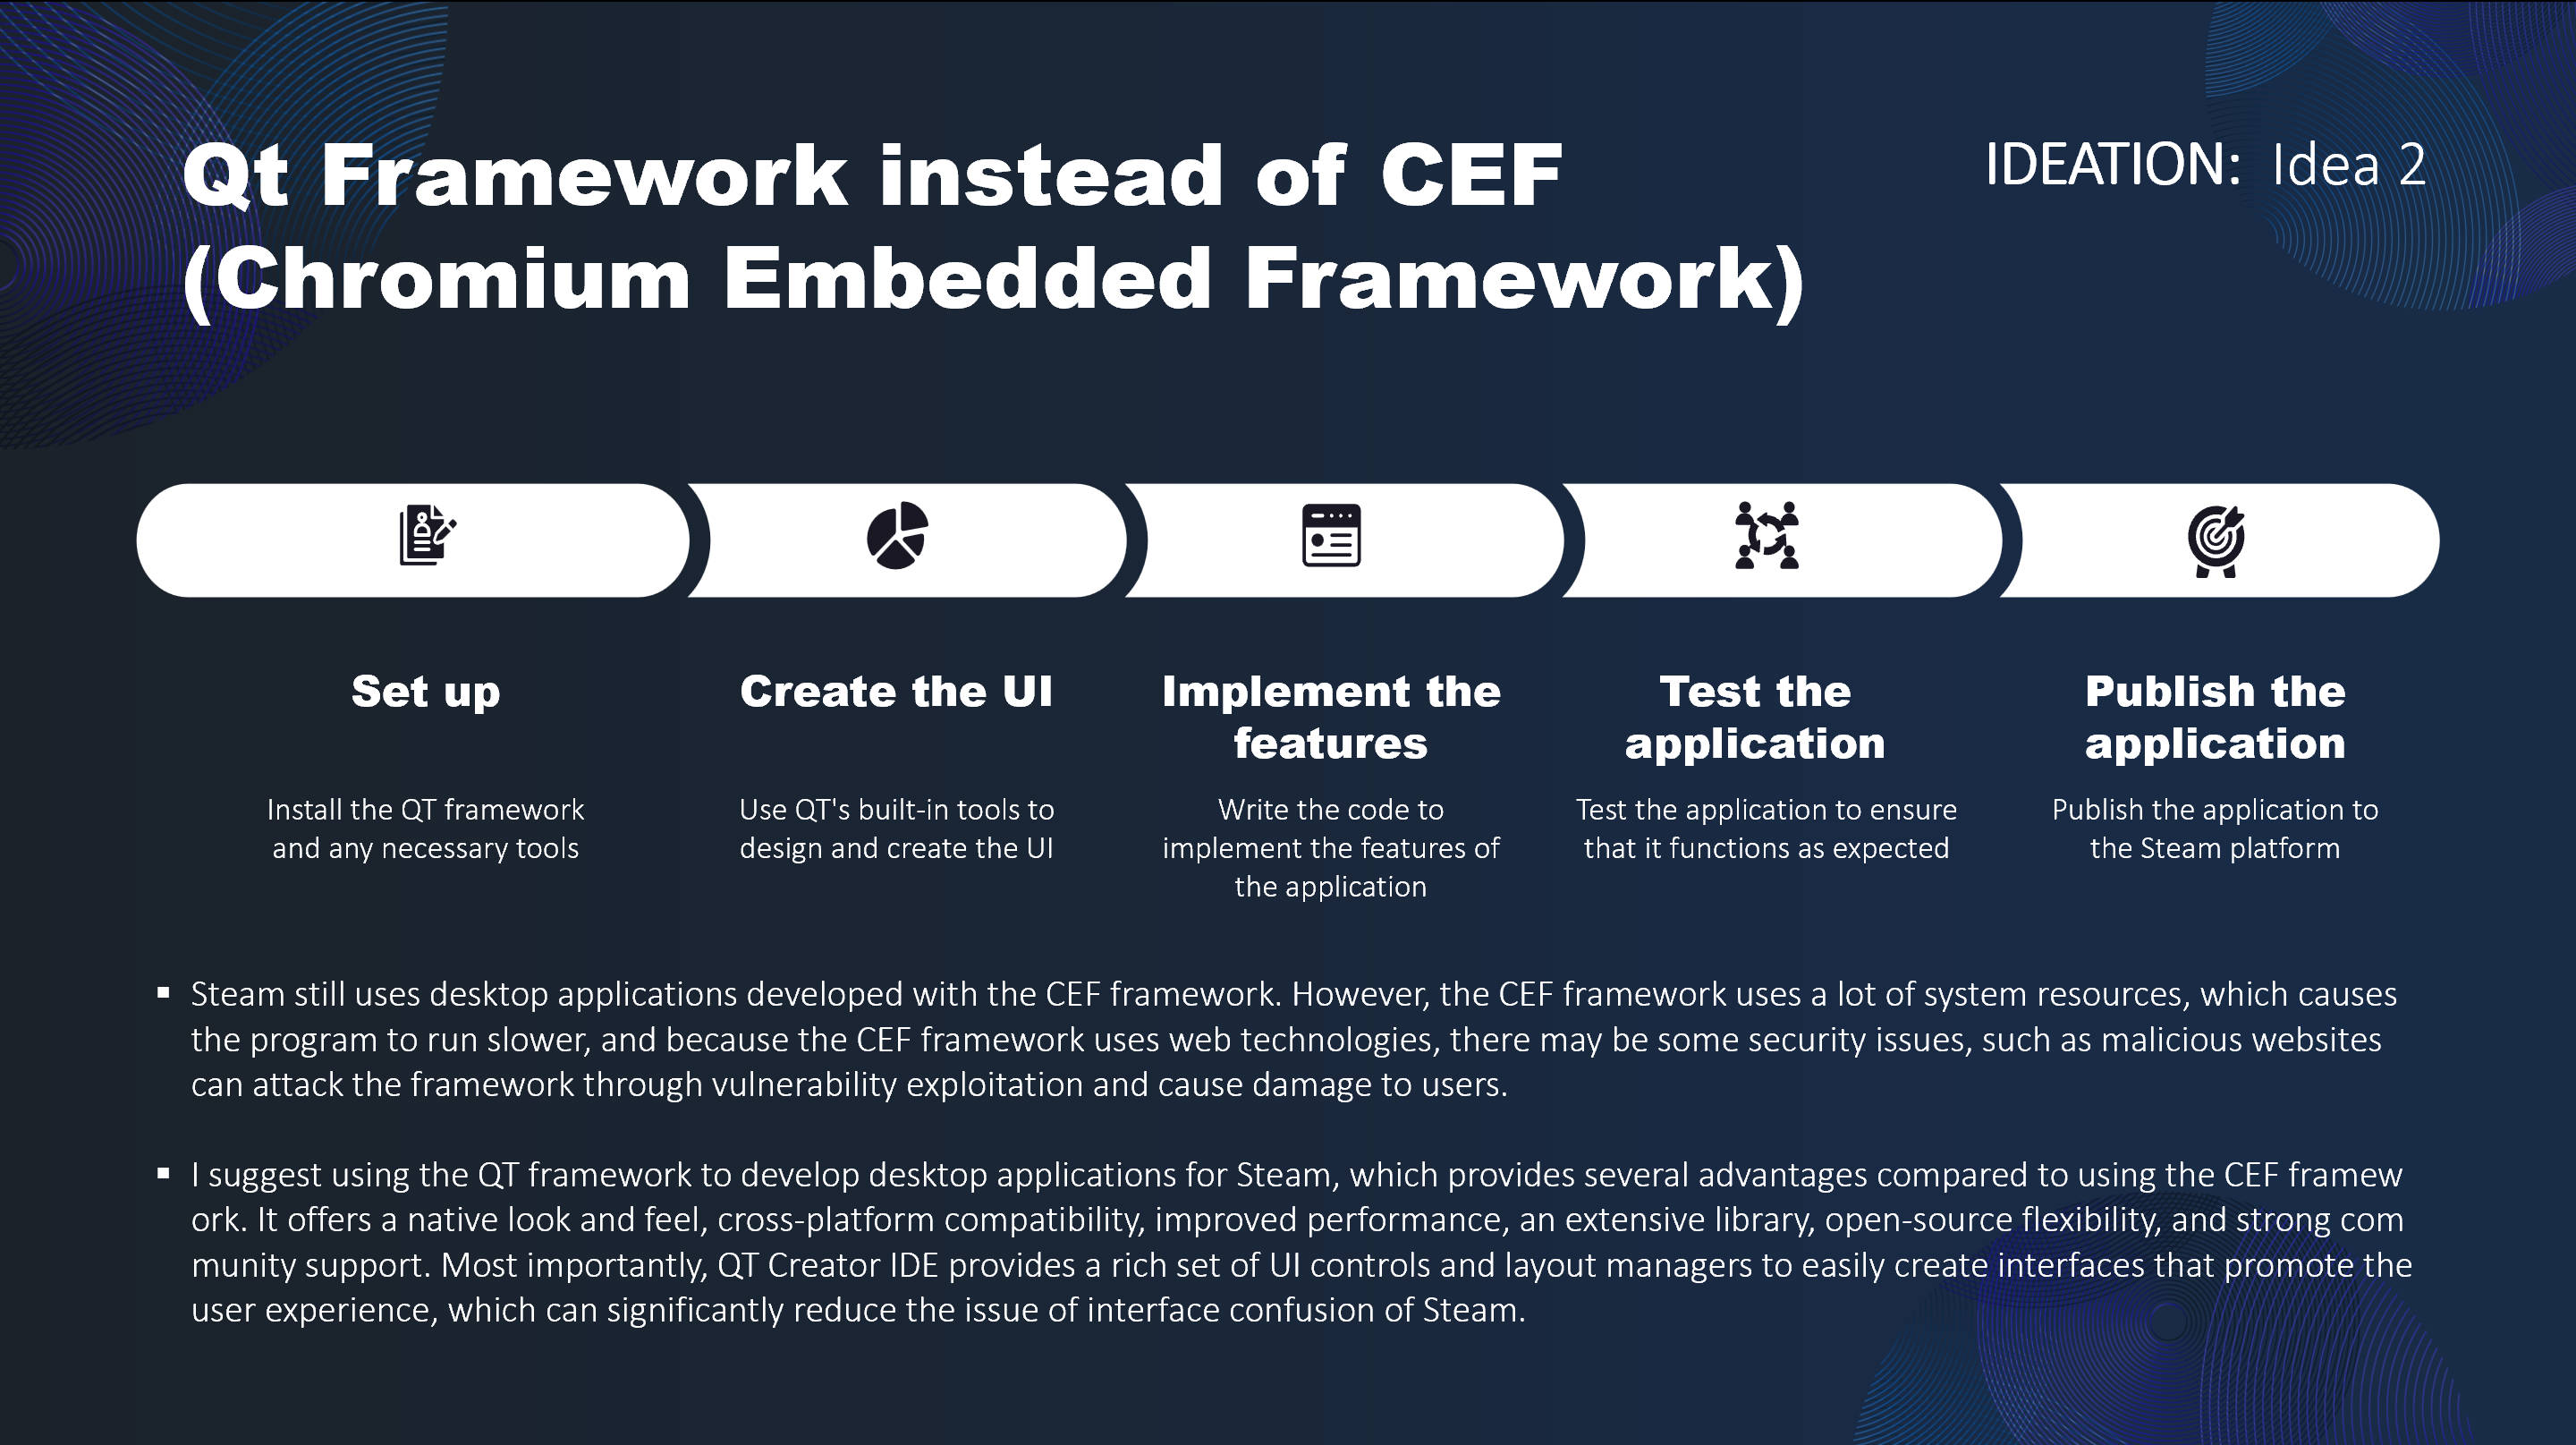 Qt Framework instead of CEF
(Chromium Embedded Framework)
IDEATION: Idea 2
Set up
Install the QT framework
and any necessary tools
Create the UI
Use QT's built-in tools to
design and create the UI
Implement the
features
Write the code to
implement the features of
the application
Test the
application
Test the application to ensure
that it functions as expected
Publish the
application
Publish the application to
the Steam platform
▪ Steam still uses desktop applications developed with the CEF framework. However, the CEF framework uses a lot of system resources, which causes
the program to run slower, and because the CEF framework uses web technologies, there may be some security issues, such as malicious websites
can attack the framework through vulnerability exploitation and cause damage to users.
▪ I suggest using the QT framework to develop desktop applications for Steam, which provides several advantages compared to using the CEF framew
ork. It offers a native look and feel, cross-platform compatibility, improved performance, an extensive library, open-source flexibility, and strong com
munity support. Most importantly, QT Creator IDE provides a rich set of UI controls and layout managers to easily create interfaces that promote the
user experience, which can significantly reduce the issue of interface confusion of Steam.